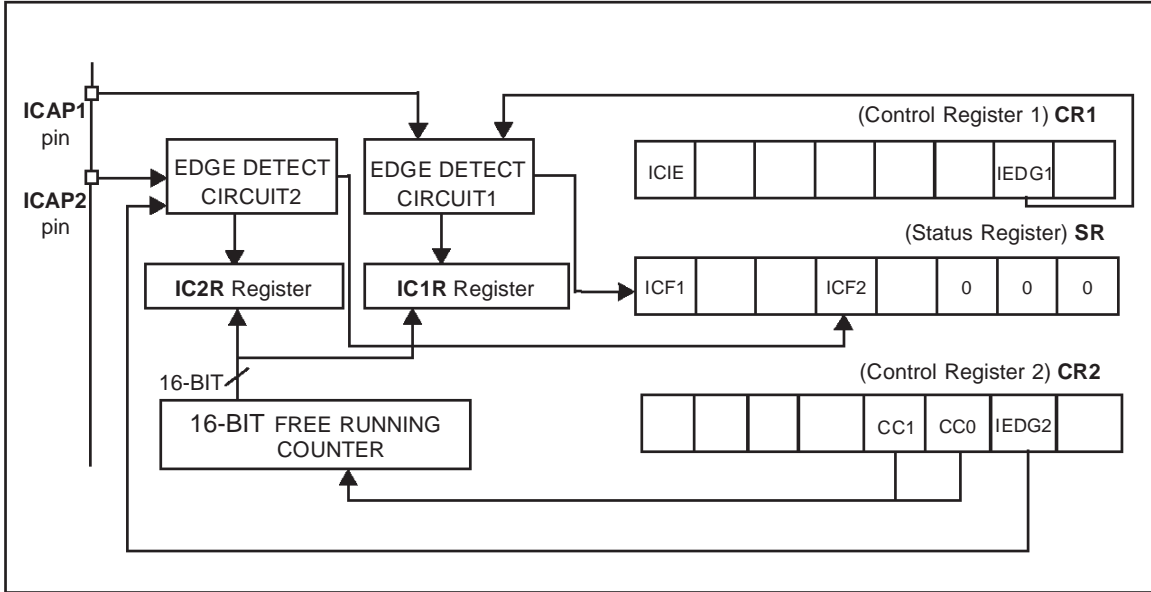 ICAP1
pin
ICAP2
pin
EDGE DETECT
CIRCUIT2
EDGE DETECT
CIRCUIT1
IC2R Register
IC1R Register
16-BIT
16-BIT FREE RUNNING
COUNTER
(Control Register 1) CR1
ICIE IEDG1
(Status Register) SR
ICF1 ICF2 0 0 0
(Control Register 2) CR2
CC1 CC0 IEDG2